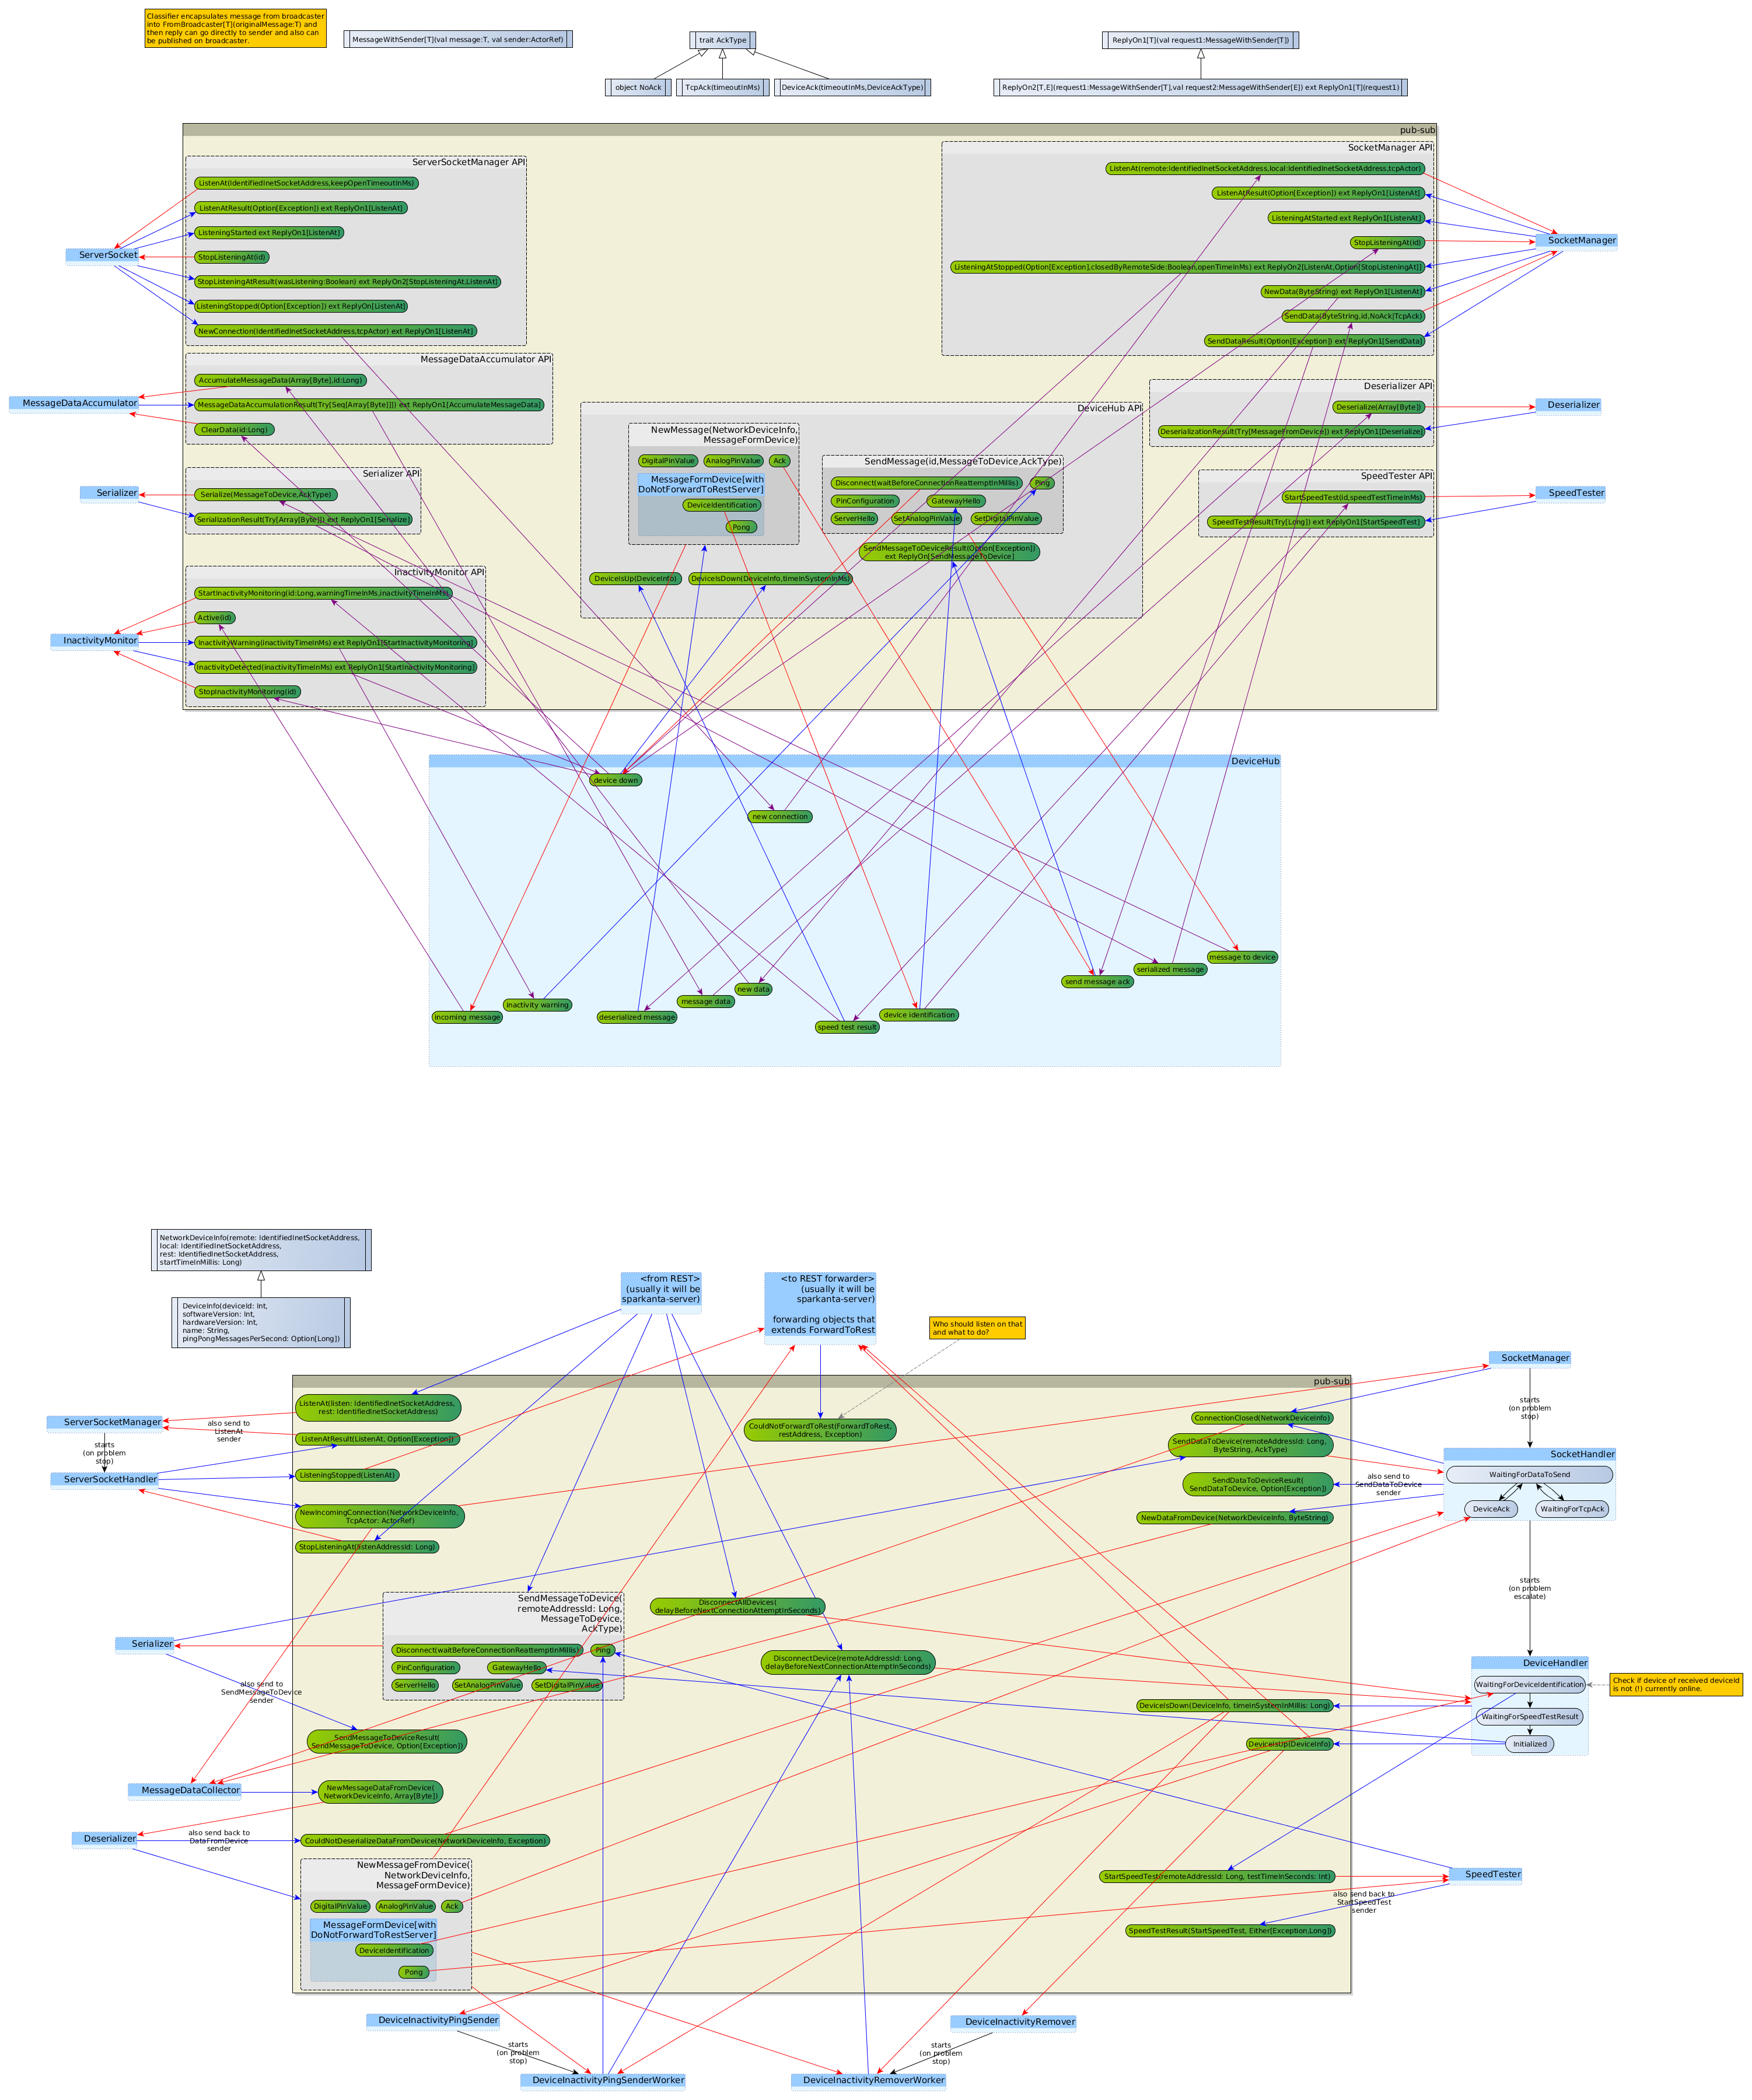 Classifier encapsulates message from broadcaster
into FromBroadcaster[T](originalMessage:T) and
then reply can go directly to sender and also can
be published on broadcaster.
MessageWithSender[T](val message:T, val sender:ActorRef)
trait AckType
ReplyOn1[T](val request1:MessageWithSender[T])
object NoAck
TcpAck(timeoutInMs)
DeviceAck(timeoutInMs,DeviceAckType)
ReplyOn2[T,E](request1:MessageWithSender[T],val request2:MessageWithSender[E]) ext ReplyOn1[T](request1)
pub-sub
ServerSocketManager API
ListenAt(IdentifiedInetSocketAddress,keepOpenTimeoutInMs)
ListenAtResult(Option[Exception]) ext ReplyOn1[ListenAt]
ListeningStarted ext ReplyOn1[ListenAt]
StopListeningAt(id)
StopListeningAtResult(wasListening:Boolean) ext ReplyOn2[StopListeningAt,ListenAt]
ListeningStopped(Option[Exception]) ext ReplyOn[ListenAt]
NewConnection(IdentifiedInetSocketAddress,tcpActor) ext ReplyOn1[ListenAt]
ServerSocket
SocketManager API
ListenAt(remote:IdentifiedInetSocketAddress,local:IdentifiedInetSocketAddress,tcpActor)
ListenAtResult(Option[Exception]) ext ReplyOn1[ListenAt]
ListeningAtStarted ext ReplyOn1[ListenAt]
StopListeningAt(id)
ListeningAtStopped(Option[Exception],closedByRemoteSide:Boolean,openTimeInMs) ext ReplyOn2[ListenAt,Option[StopListeningAt]]
NewData(ByteString) ext ReplyOn1[ListenAt]
SendData(ByteString,id,NoAck|TcpAck)
SendDataResult(Option[Exception]) ext ReplyOn1[SendData]
SocketManager
MessageDataAccumulator API
AccumulateMessageData(Array[Byte],id:Long)
MessageDataAccumulationResult(Try[Seq[Array[Byte]]]) ext ReplyOn1[AccumulateMessageData]
ClearData(id:Long)
MessageDataAccumulator
Deserializer API
Deserialize(Array[Byte])
DeserializationResult(Try[MessageFromDevice]) ext ReplyOn1[Deserialize]
Deserializer
DeviceHub API
NewMessage(NetworkDeviceInfo,
MessageFormDevice)
DigitalPinValue
AnalogPinValue
Ack
MessageFormDevice[with
DoNotForwardToRestServer]
DeviceIdentification
Pong
SendMessage(id,MessageToDevice,AckType)
Disconnect(waitBeforeConnectionReattemptInMillis)
Ping
PinConfiguration
GatewayHello
ServerHello
SetAnalogPinValue
SetDigitalPinValue
SendMessageToDeviceResult(Option[Exception])
ext ReplyOn[SendMessageToDevice]
DeviceIsUp(DeviceInfo)
DeviceIsDown(DeviceInfo,timeInSystemInMs)
Serializer API
Serialize(MessageToDevice,AckType)
SerializationResult(Try[Array[Byte]]) ext ReplyOn1[Serialize]
Serializer
SpeedTester API
StartSpeedTest(id,speedTestTimeInMs)
SpeedTestResult(Try[Long]) ext ReplyOn1[StartSpeedTest]
SpeedTester
InactivityMonitor API
StartInactivityMonitoring(id:Long,warningTimeInMs,inactivityTimeInMs)
Active(id)
InactivityWarning(inactivityTimeInMs) ext ReplyOn1[StartInactivityMonitoring]
InactivityDetected(inactivityTimeInMs) ext ReplyOn1[StartInactivityMonitoring]
StopInactivityMonitoring(id)
InactivityMonitor
DeviceHub
device down
new connection
message to device
serialized message
send message ack
new data
message data
inactivity warning
incoming message
deserialized message
device identification
speed test result
NetworkDeviceInfo(remote: IdentifiedInetSocketAddress,
local: IdentifiedInetSocketAddress,
rest: IdentifiedInetSocketAddress,
startTimeInMillis: Long)
DeviceInfo(deviceId: Int,
softwareVersion: Int,
hardwareVersion: Int,
name: String,
pingPongMessagesPerSecond: Option[Long])
<from REST>
(usually it will be
sparkanta-server)
<to REST forwarder>
(usually it will be
sparkanta-server)
forwarding objects that
extends ForwardToRest
Who should listen on that
and what to do?
SocketManager
starts
(on problem
stop)
pub-sub
ListenAt(listen: IdentifiedInetSocketAddress,
rest: IdentifiedInetSocketAddress)
ListenAtResult(ListenAt, Option[Exception])
ListeningStopped(ListenAt)
NewIncomingConnection(NetworkDeviceInfo,
TcpActor: ActorRef)
StopListeningAt(listenAddressId: Long)
ServerSocketManager
also send to
ListenAt
sender
starts
(on problem
stop)
ServerSocketHandler
CouldNotForwardToRest(ForwardToRest,
restAddress, Exception)
ConnectionClosed(NetworkDeviceInfo)
SendDataToDevice(remoteAddressId: Long,
ByteString, AckType)
SendDataToDeviceResult(
SendDataToDevice, Option[Exception])
NewDataFromDevice(NetworkDeviceInfo, ByteString)
also send to
SendDataToDevice
sender
SocketHandler
WaitingForDataToSend
DeviceAck
WaitingForTcpAck
starts
(on problem
escalate)
SendMessageToDevice(
remoteAddressId: Long,
MessageToDevice,
AckType)
Disconnect(waitBeforeConnectionReattemptInMillis)
Ping
PinConfiguration
GatewayHello
ServerHello
SetAnalogPinValue
SetDigitalPinValue
DisconnectAllDevices(
delayBeforeNextConnectionAttemptInSeconds)
DisconnectDevice(remoteAddressId: Long,
delayBeforeNextConnectionAttemptInSeconds)
Serializer
also send to
SendMessageToDevice
sender
SendMessageToDeviceResult(
SendMessageToDevice, Option[Exception])
DeviceIsDown(DeviceInfo, timeInSystemInMillis: Long)
DeviceIsUp(DeviceInfo)
DeviceHandler
WaitingForDeviceIdentification
WaitingForSpeedTestResult
Initialized
Check if device of received deviceId
is not (!) currently online.
MessageDataCollector
NewMessageDataFromDevice(
NetworkDeviceInfo, Array[Byte])
Deserializer
also send back to
DataFromDevice
sender
CouldNotDeserializeDataFromDevice(NetworkDeviceInfo, Exception)
NewMessageFromDevice(
NetworkDeviceInfo,
MessageFormDevice)
DigitalPinValue
AnalogPinValue
Ack
MessageFormDevice[with
DoNotForwardToRestServer]
DeviceIdentification
Pong
StartSpeedTest(remoteAddressId: Long, testTimeInSeconds: Int)
SpeedTester
also send back to
StartSpeedTest
sender
SpeedTestResult(StartSpeedTest, Either[Exception,Long])
DeviceInactivityPingSender
DeviceInactivityRemover
starts
(on problem
stop)
starts
(on problem
stop)
DeviceInactivityPingSenderWorker
DeviceInactivityRemoverWorker